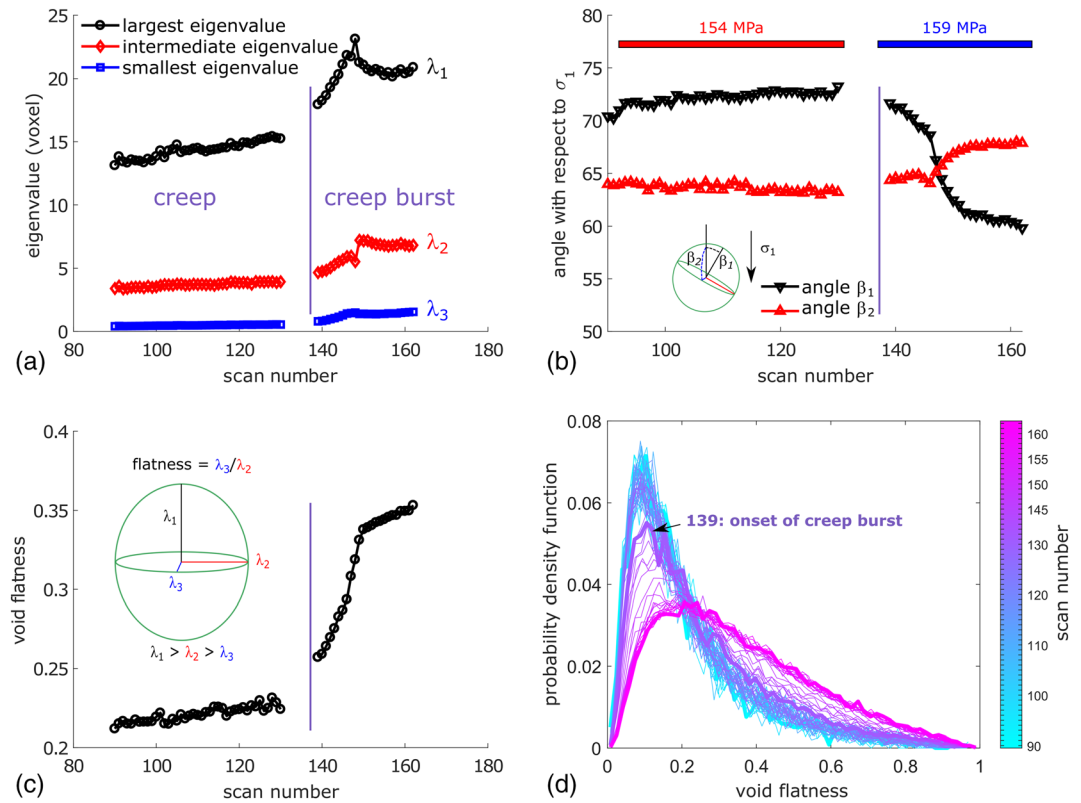 largest eigenvalue
intermediate eigenvalue
smallest eigenvalue
λ1
λ2
λ3
creep
creep burst
eigenvalue (voxel)
25
20
15
10
5
0
80 100 120 140 160 180
scan number
(a)
154 MPa
159 MPa
angle with respect to σ1
90
85
80
75
70
65
60
55
50
β2 β1
σ1
angle β1
angle β2
100 120 140 160
scan number
(b)
void flatness
0.4
0.35
0.3
0.25
0.2
flatness = λ3/λ2
λ1
λ2
λ3
λ1 > λ2 > λ3
80 100 120 140 160 180
scan number
(c)
probability density function
0.08
0.06
0.04
0.02
0
139: onset of creep burst
0 0.2 0.4 0.6 0.8 1
void flatness
(d)
160
155
145
130
120
110
100
90
scan number